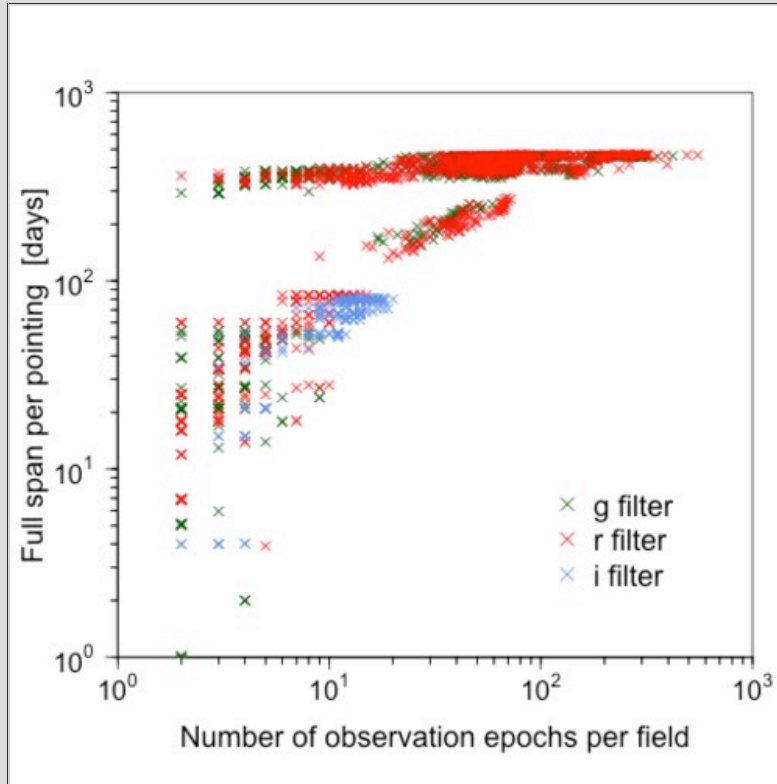 10³
Full span per pointing [days]
10²
10¹
g filter
r filter
i filter
10⁰
10⁰ 10¹ 10² 10³
Number of observation epochs per field